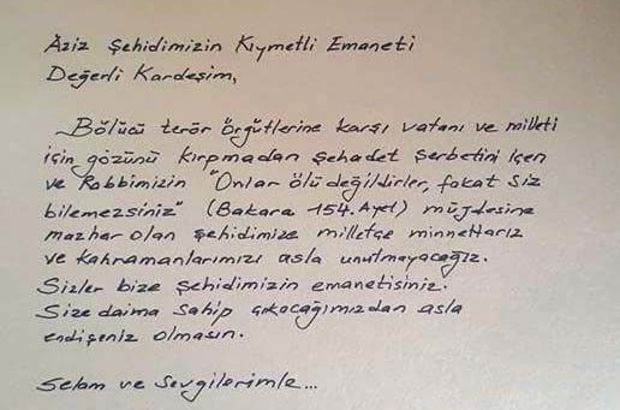 Aziz Şehidimizin Kıymetli Emaneti
Değerli Kardeşim,
Bölücü terör örgütlerine karşı vatanı ve milleti
için gözünü kırpmadan şehadet şerbetini içen
ve Rabbimizin "Onlar ölü değildirler, fakat siz
bilemezsiniz" (Bakara 154. Ayet) müjdesine
mazhar olan şehidimize milletçe minnettarız
ve kahramanlarımızı asla unutmayacağız.
Sizler bize şehidimizin emanetisiniz.
Size daima sahip çıkacağımızdan asla
endişeniz olmasın.
Selam ve Sevgilerimle...